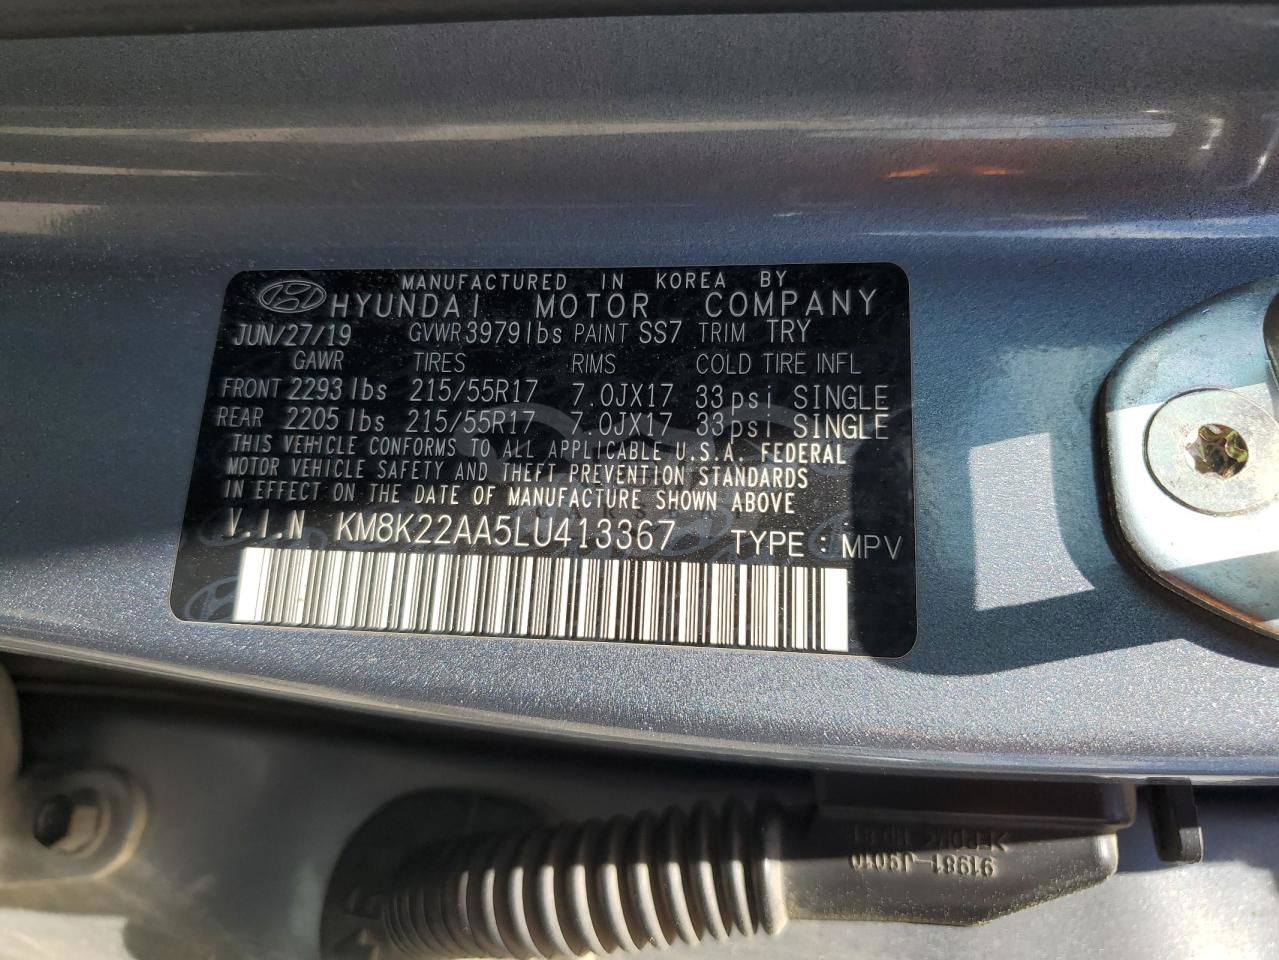 MANUFACTURED IN KOREA BY
HYUNDAI MOTOR COMPANY
JUN/27/19 GVWR 3979lbs PAINT SS7 TRIM TRY
GAWR TIRES RIMS COLD TIRE INFL
FRONT 2293lbs 215/55R17 7.0JX17 33psi SINGLE
REAR 2205lbs 215/55R17 7.0JX17 33psi SINGLE
THIS VEHICLE CONFORMS TO ALL APPLICABLE U.S.A. FEDERAL
MOTOR VEHICLE SAFETY AND THEFT PREVENTION STANDARDS
IN EFFECT ON THE DATE OF MANUFACTURE SHOWN ABOVE
V.I.N KM8K22AA5LU413367 TYPE : MPV
91981-J9010